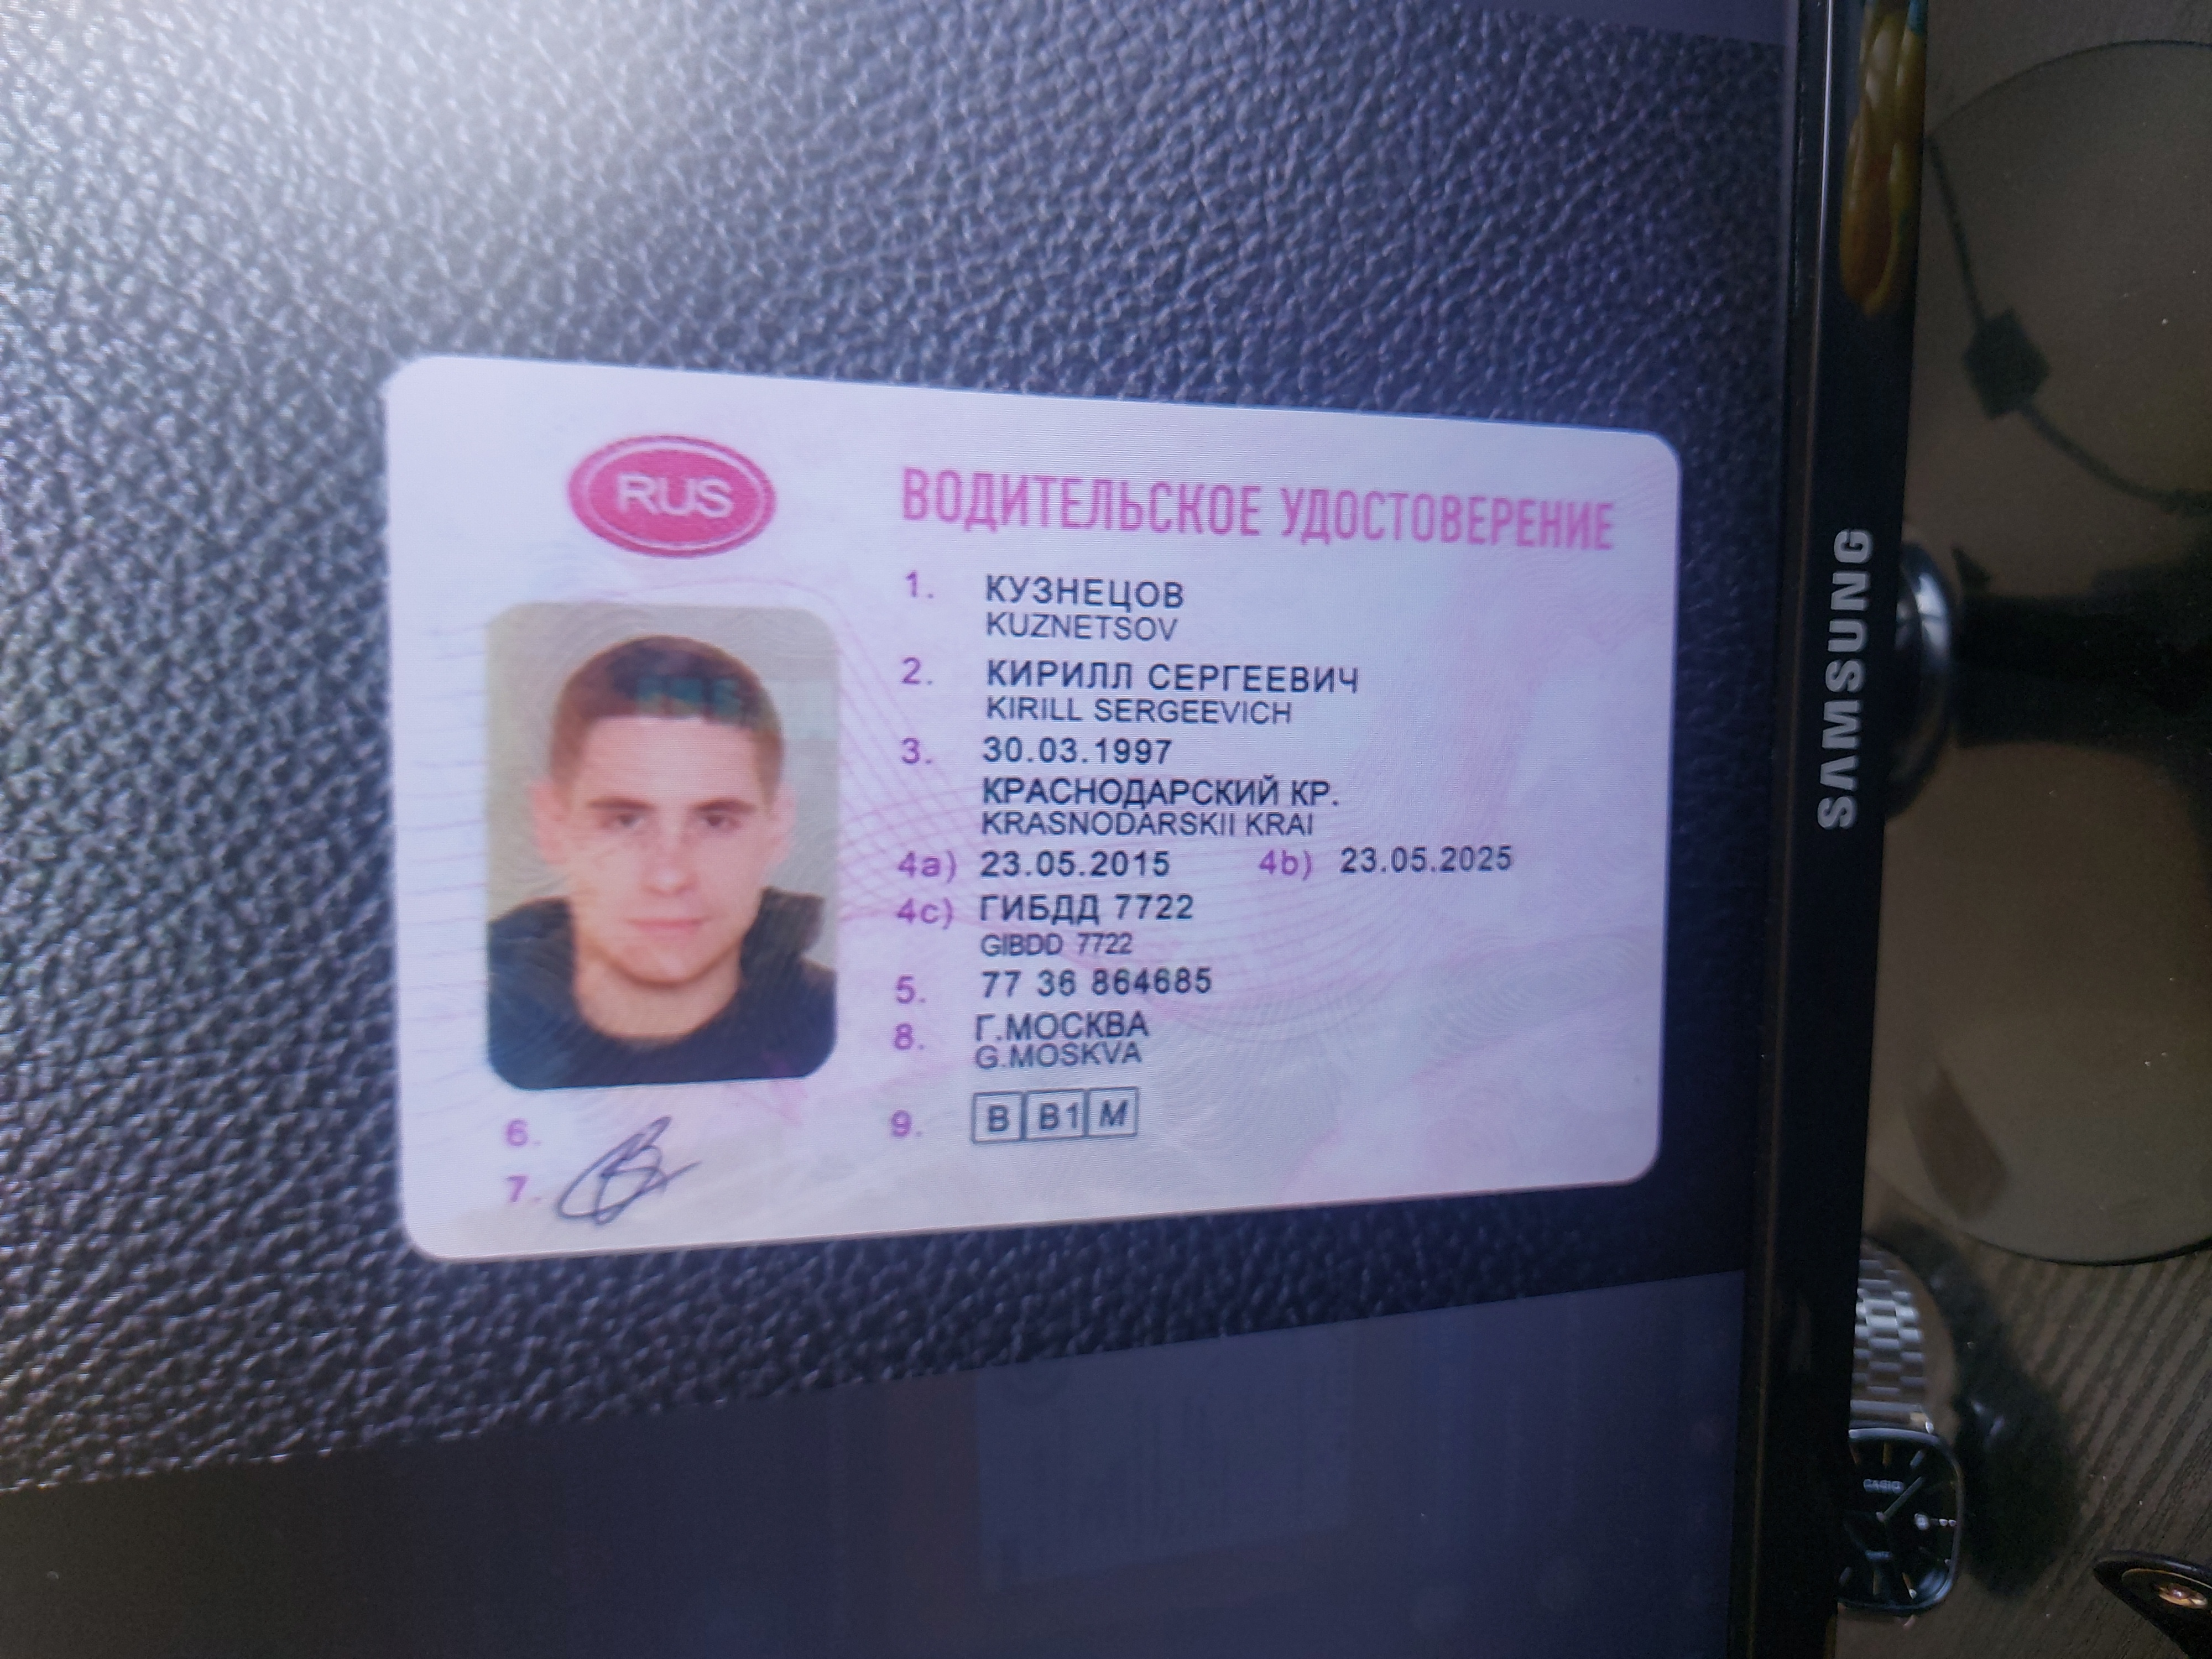 ВОДИТЕЛЬСКОЕ УДОСТОВЕРЕНИЕ
RUS
1. КУЗНЕЦОВ
KUZNETSOV
2. КИРИЛЛ СЕРГЕЕВИЧ
KIRILL SERGEEVICH
3. 30.03.1997
КРАСНОДАРСКИЙ КР.
KRASNODARSKII KRAI
4a) 23.05.2015 4b) 23.05.2025
4c) ГИБДД 7722
GIBDD 7722
5. 77 36 864685
8. Г.МОСКВА
G.MOSKVA
9. B B1 M
6.
7.
SAMSUNG
CASIO